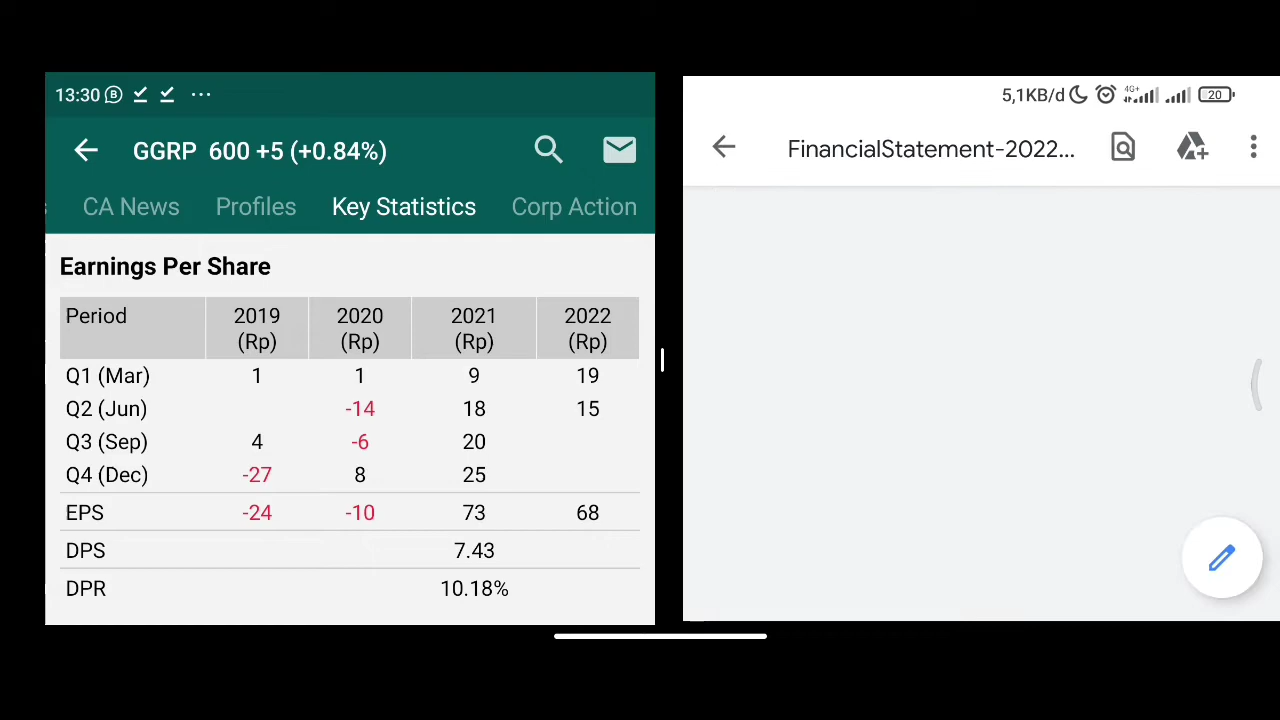 13:30 B ...
GGRP 600 +5 (+0.84%)
s CA News Profiles Key Statistics Corp Action
Earnings Per Share
Period 2019 (Rp) 2020 (Rp) 2021 (Rp) 2022 (Rp)
Q1 (Mar) 1 1 9 19
Q2 (Jun) -14 18 15
Q3 (Sep) 4 -6 20
Q4 (Dec) -27 8 25
EPS -24 -10 73 68
DPS 7.43
DPR 10.18%
5,1KB/d 4G+ 20
FinancialStatement-2022...